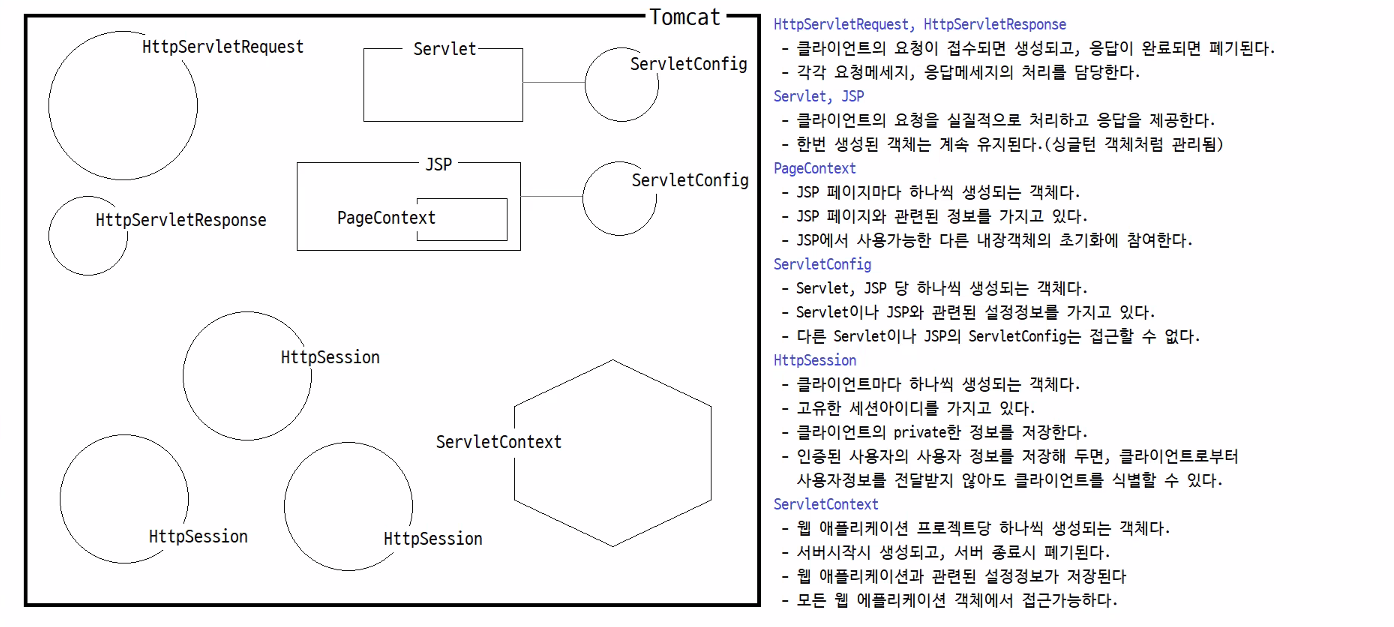 Tomcat
HttpServletRequest
Servlet
ServletConfig
JSP
ServletConfig
PageContext
HttpServletResponse
HttpSession
ServletContext
HttpSession
HttpSession
HttpServletRequest, HttpServletResponse
- 클라이언트의 요청이 접수되면 생성되고, 응답이 완료되면 폐기된다.
- 각각 요청메세지, 응답메세지의 처리를 담당한다.
Servlet, JSP
- 클라이언트의 요청을 실질적으로 처리하고 응답을 제공한다.
- 한번 생성된 객체는 계속 유지된다.(싱글턴 객체처럼 관리됨)
PageContext
- JSP 페이지마다 하나씩 생성되는 객체다.
- JSP 페이지와 관련된 정보를 가지고 있다.
- JSP에서 사용가능한 다른 내장객체의 초기화에 참여한다.
ServletConfig
- Servlet, JSP 당 하나씩 생성되는 객체다.
- Servlet이나 JSP와 관련된 설정정보를 가지고 있다.
- 다른 Servlet이나 JSP의 ServletConfig는 접근할 수 없다.
HttpSession
- 클라이언트마다 하나씩 생성되는 객체다.
- 고유한 세션아이디를 가지고 있다.
- 클라이언트의 private한 정보를 저장한다.
- 인증된 사용자의 사용자 정보를 저장해 두면, 클라이언트로부터
사용자정보를 전달받지 않아도 클라이언트를 식별할 수 있다.
ServletContext
- 웹 애플리케이션 프로젝트당 하나씩 생성되는 객체다.
- 서버시작시 생성되고, 서버 종료시 폐기된다.
- 웹 애플리케이션과 관련된 설정정보가 저장된다
- 모든 웹 에플리케이션 객체에서 접근가능하다.